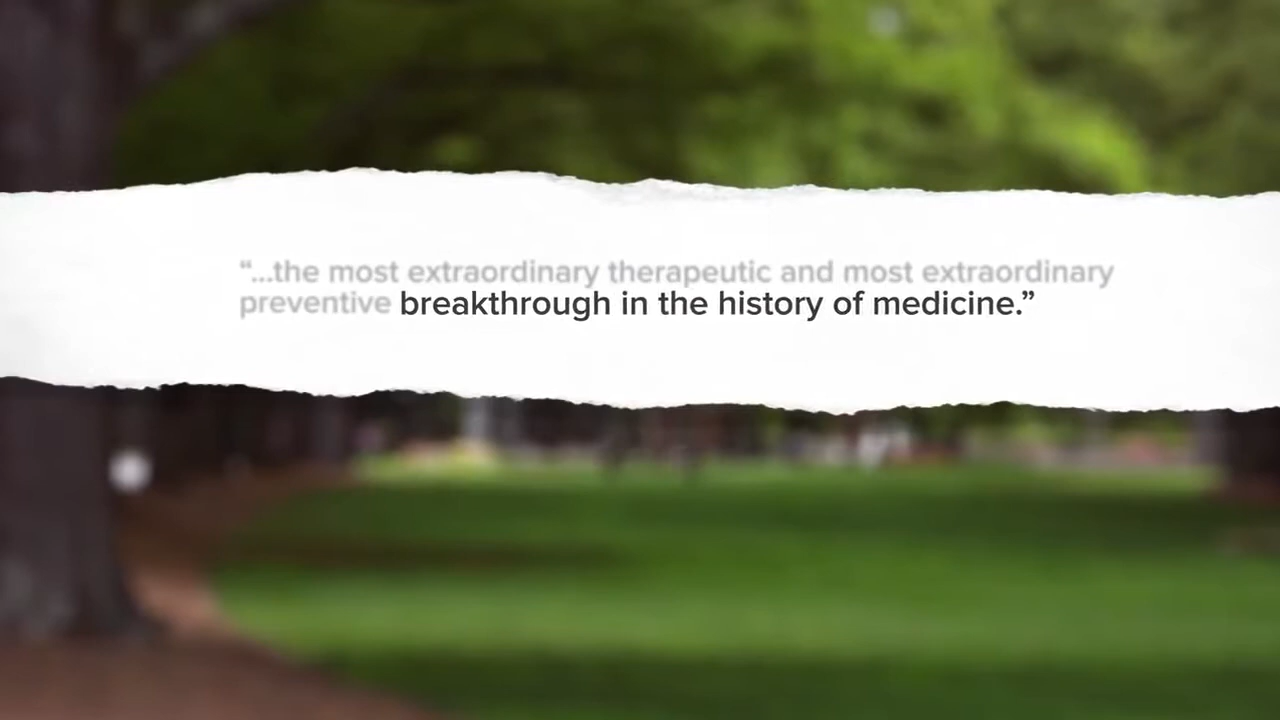 “...the most extraordinary therapeutic and most extraordinary
preventive breakthrough in the history of medicine.”